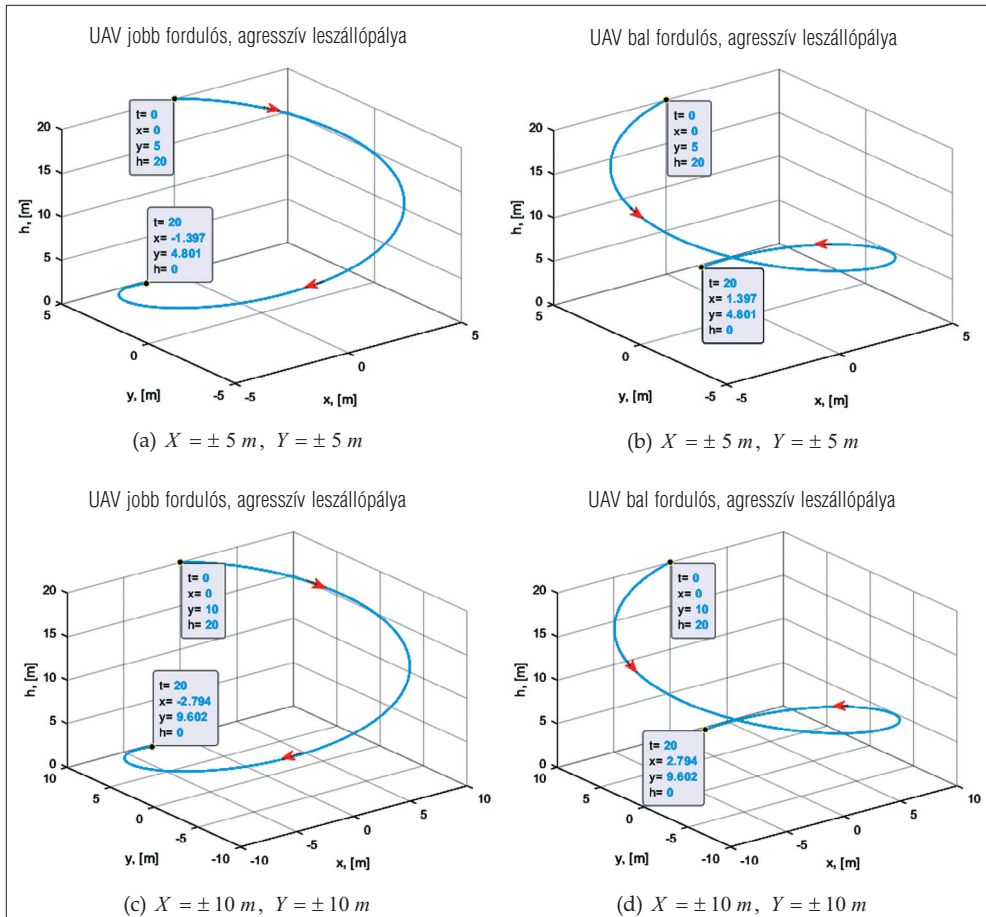 UAV jobb fordulós, agresszív leszállópálya
t= 0
x= 0
y= 5
h= 20
t= 20
x= -1.397
y= 4.801
h= 0
20
15
10
5
0
h, [m]
5
0
-5
y, [m]
-5
0
5
x, [m]
(a) X = ± 5 m, Y = ± 5 m
UAV bal fordulós, agresszív leszállópálya
t= 0
x= 0
y= 5
h= 20
t= 20
x= 1.397
y= 4.801
h= 0
20
15
10
5
0
h, [m]
5
0
-5
y, [m]
-5
0
5
x, [m]
(b) X = ± 5 m, Y = ± 5 m
UAV jobb fordulós, agresszív leszállópálya
t= 0
x= 0
y= 10
h= 20
t= 20
x= -2.794
y= 9.602
h= 0
20
15
10
5
0
h, [m]
10
5
0
-5
-10
y, [m]
-10
-5
0
5
10
x, [m]
(c) X = ± 10 m, Y = ± 10 m
UAV bal fordulós, agresszív leszállópálya
t= 0
x= 0
y= 10
h= 20
t= 20
x= 2.794
y= 9.602
h= 0
20
15
10
5
0
h, [m]
10
5
0
-5
-10
y, [m]
-10
-5
0
5
10
x, [m]
(d) X = ± 10 m, Y = ± 10 m